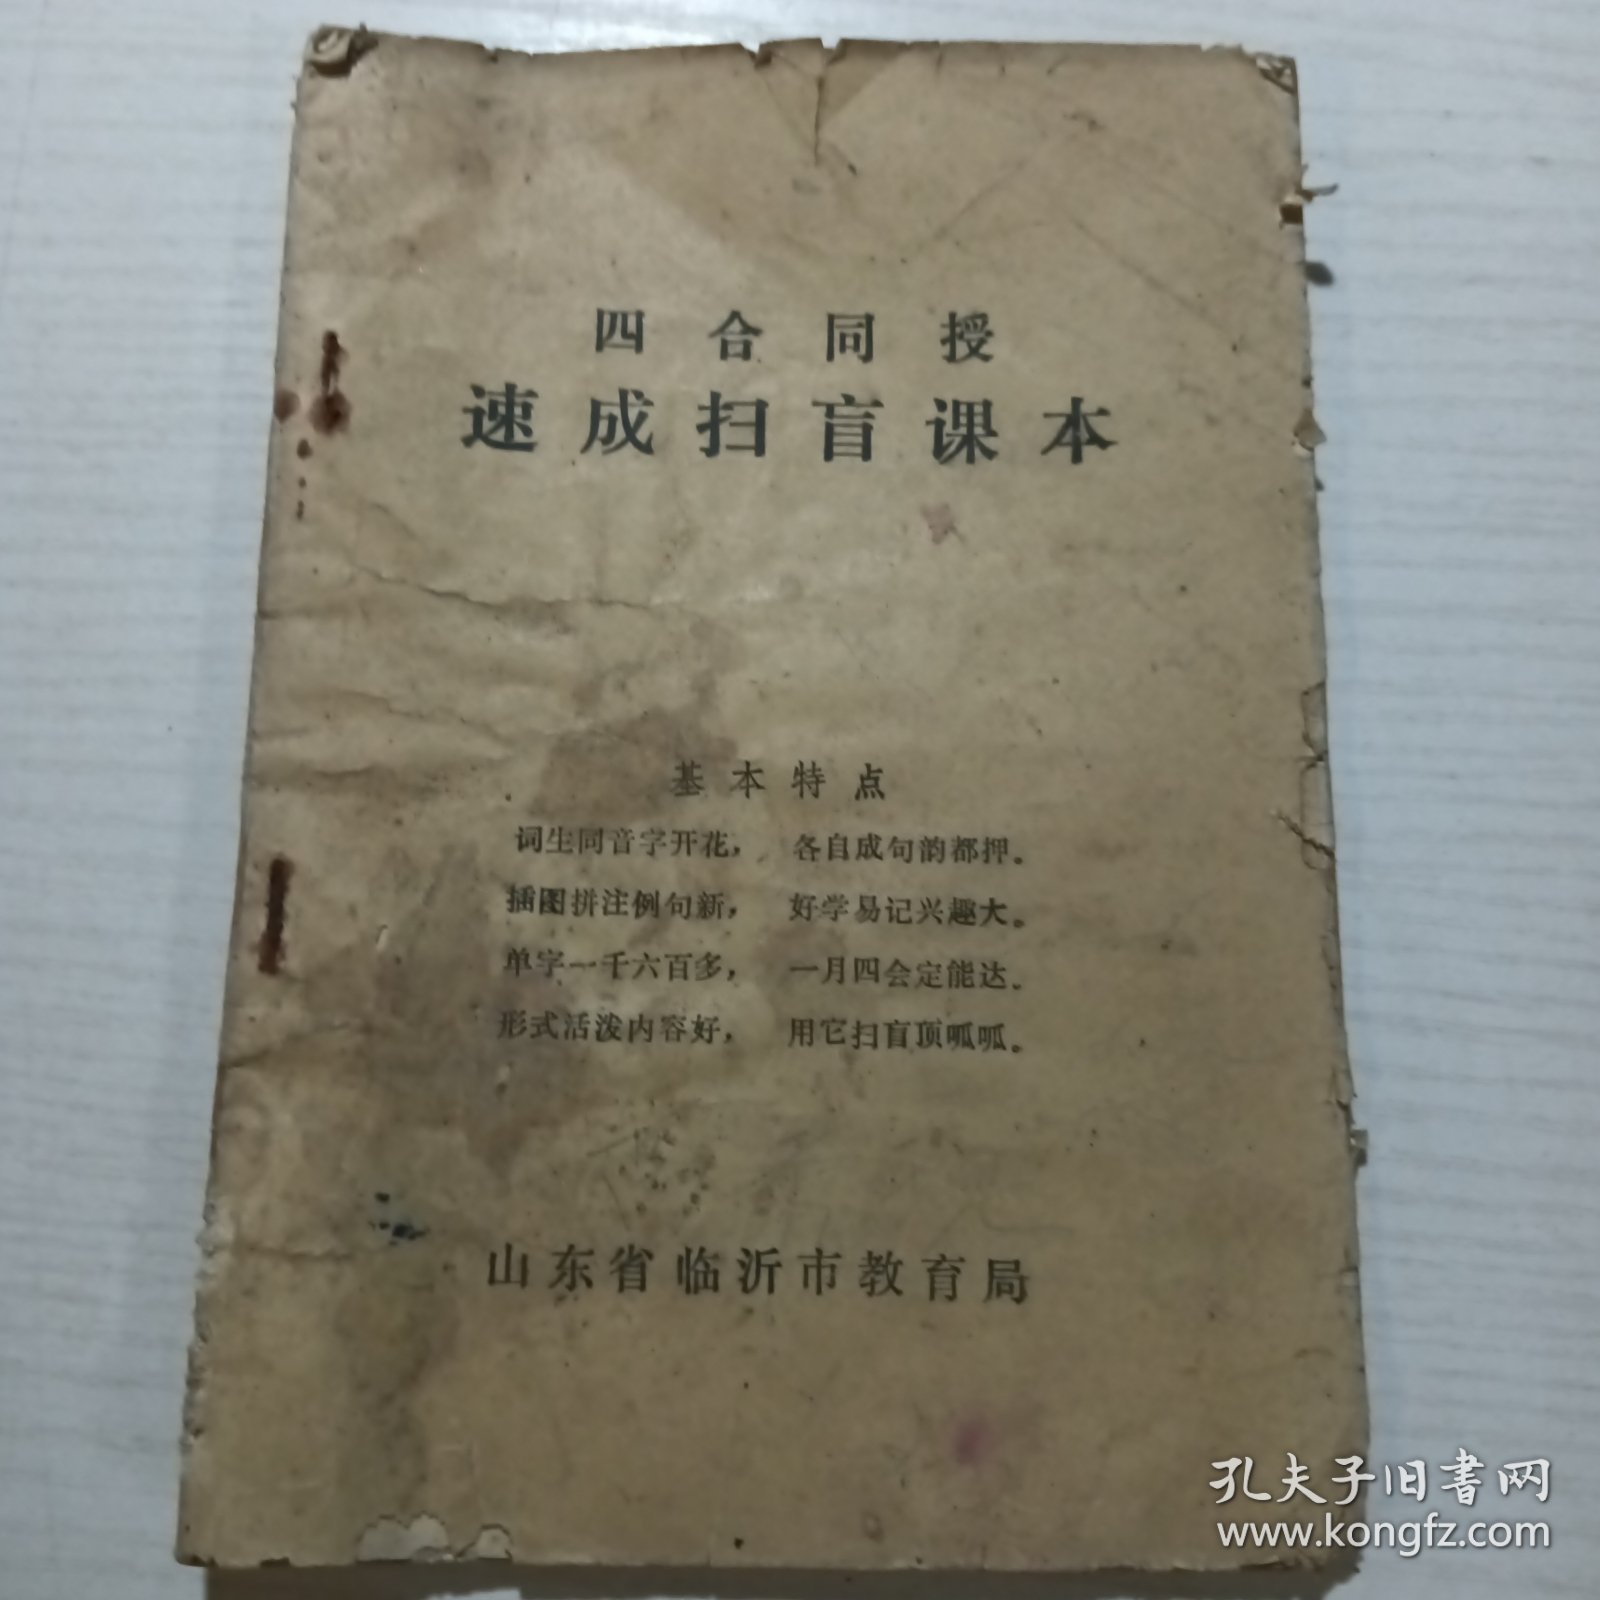 四合同授
速成扫盲课本
基本特点
词生同音字开花， 各自成句韵都押。
插图拼注例句新， 好学易记兴趣大。
单字一千六百多， 一月四会定能达。
形式活泼内容好， 用它扫盲顶呱呱。
山东省临沂市教育局
孔夫子旧书网
www.kongfz.com